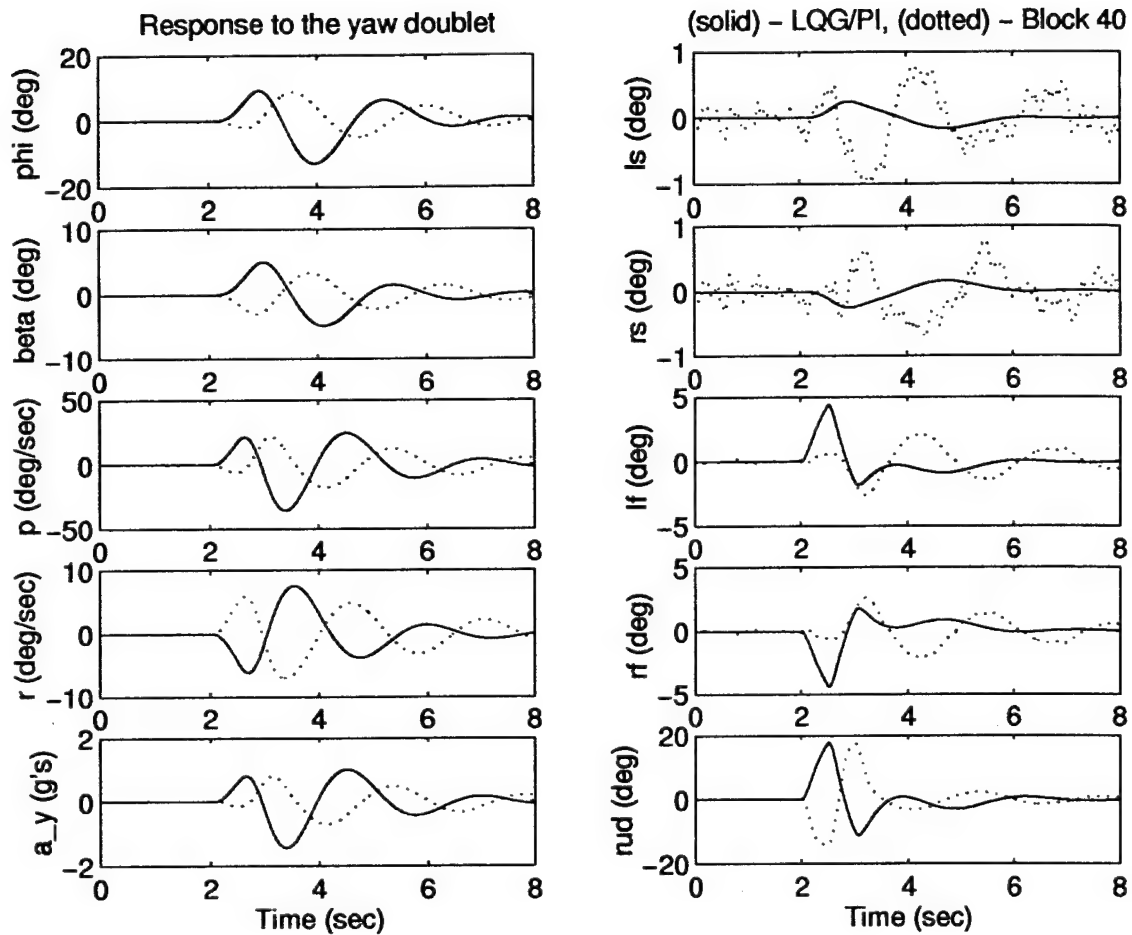 Response to the yaw doublet
(solid) – LQG/PI, (dotted) – Block 40
phi (deg)
20
0
−20
0 2 4 6 8
beta (deg)
10
0
−10
0 2 4 6 8
p (deg/sec)
50
0
−50
0 2 4 6 8
r (deg/sec)
10
0
−10
0 2 4 6 8
a_y (g's)
2
0
−2
0 2 4 6 8
Time (sec)
ls (deg)
1
0
−1
0 2 4 6 8
rs (deg)
1
0
−1
0 2 4 6 8
lf (deg)
5
0
−5
0 2 4 6 8
rf (deg)
5
0
−5
0 2 4 6 8
rud (deg)
20
0
−20
0 2 4 6 8
Time (sec)